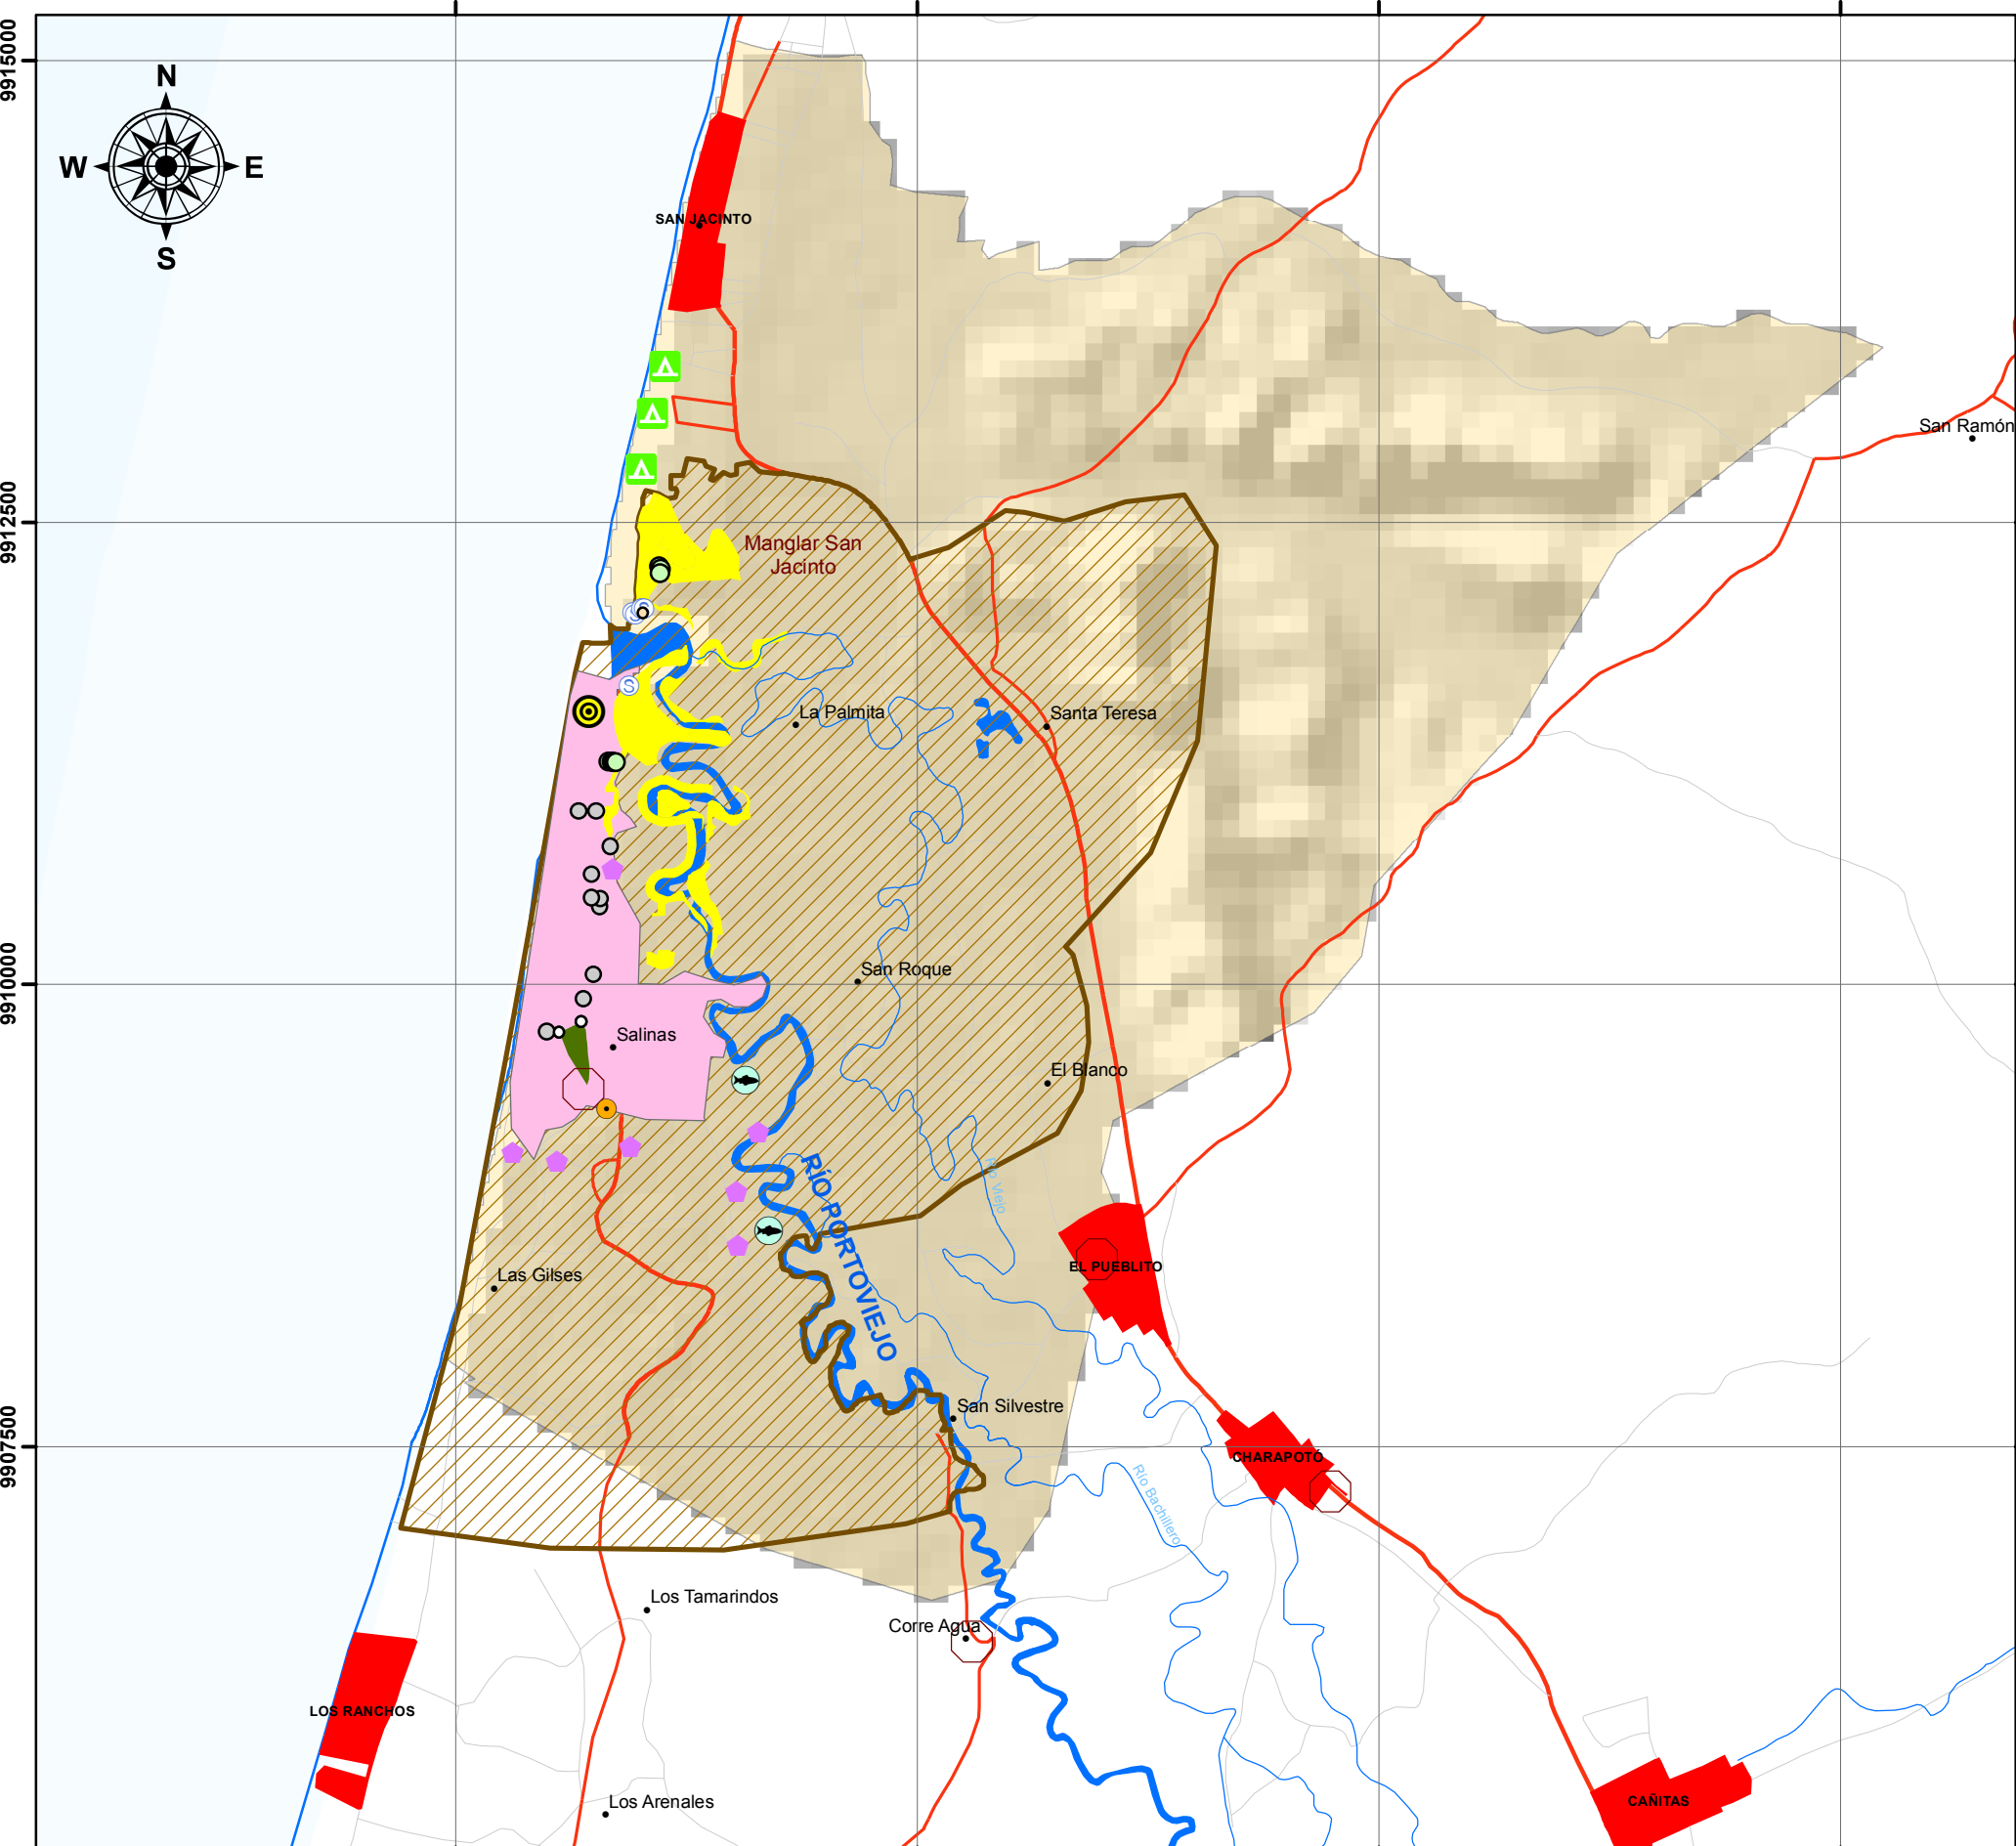 9915000
N
W
E
S
SAN JACINTO
San Ramón
9912500
Manglar San
Jacinto
S
La Palmita
Santa Teresa
San Roque
9910000
Salinas
El Blanco
Río Viejo
RÍO PORTOVIEJO
EL PUEBLITO
Las Gilses
San Silvestre
9907500
CHARAPOTÓ
Río Bachillero
Los Tamarindos
Corre Agua
LOS RANCHOS
Los Arenales
CAÑITAS